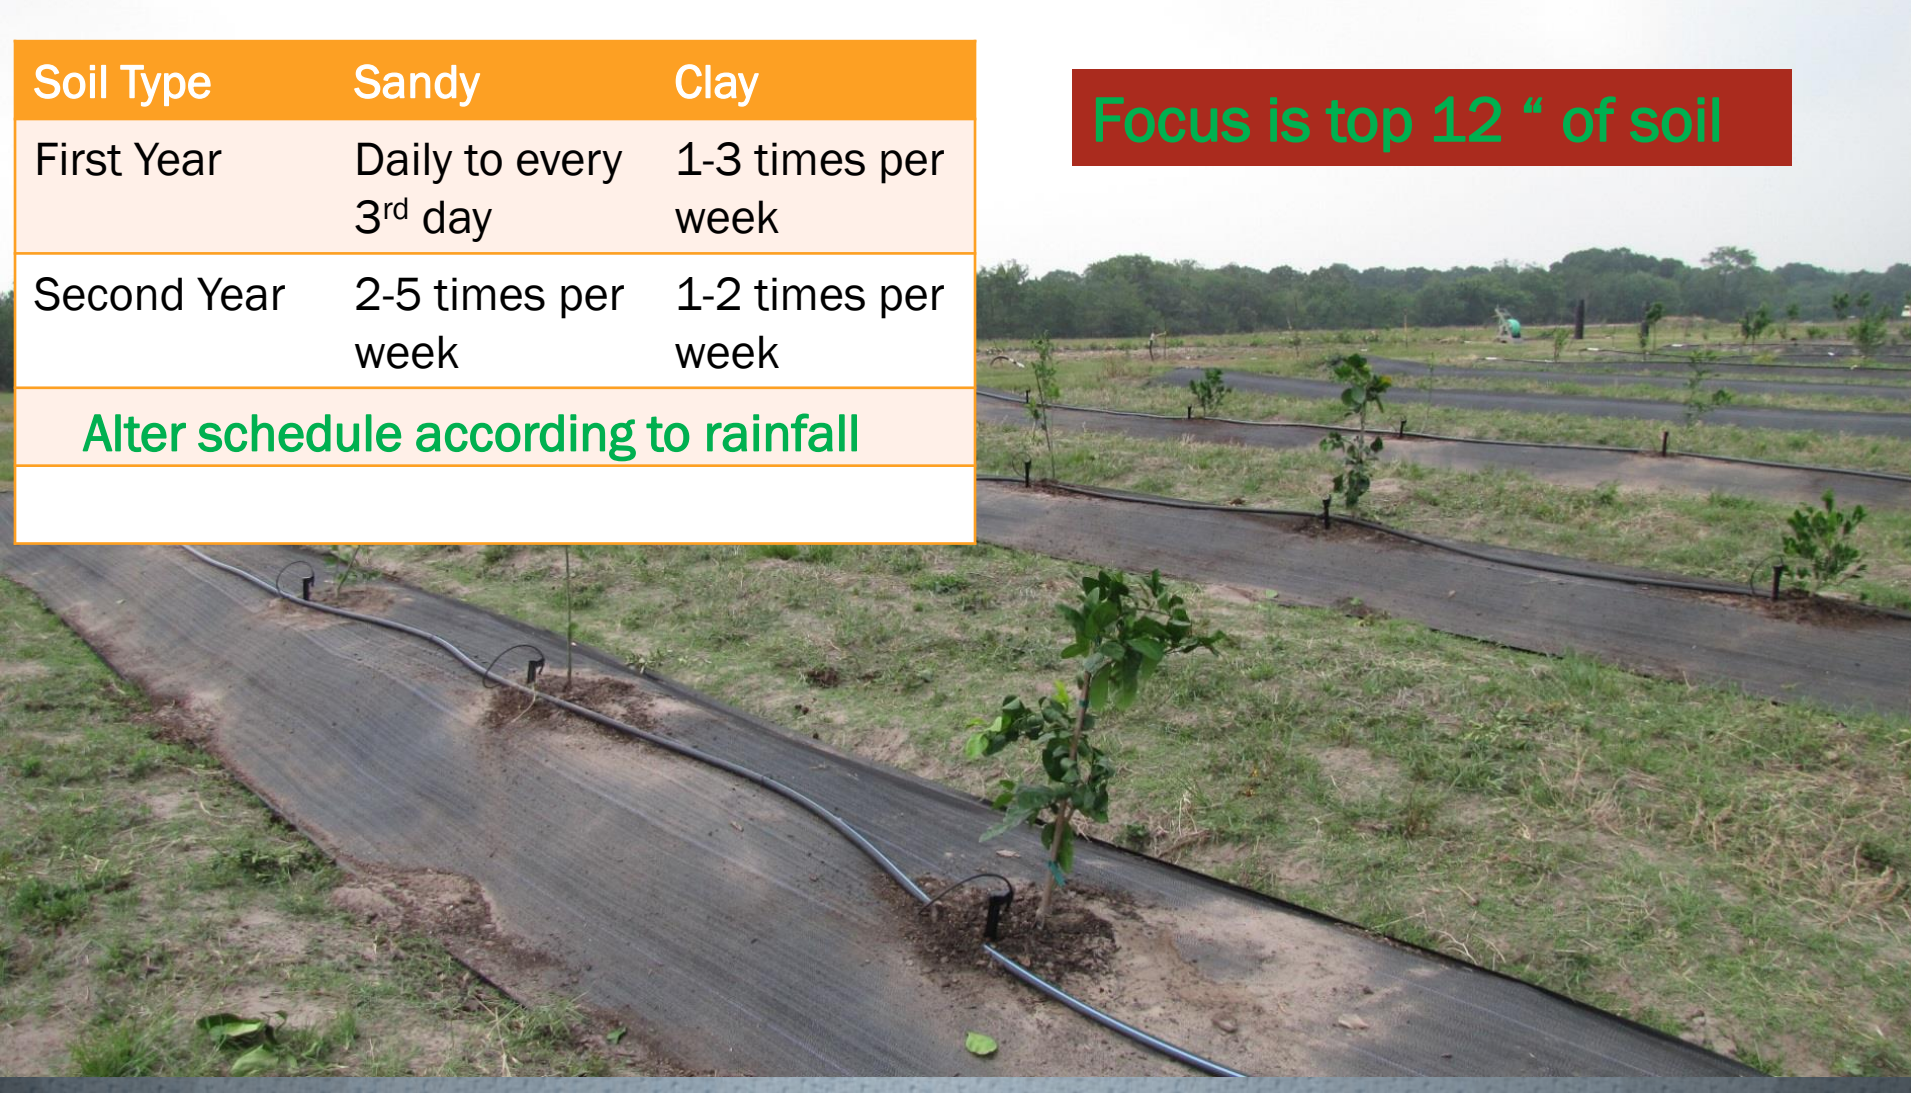 Soil Type Sandy Clay
First Year Daily to every 1-3 times per
3rd day week
Second Year 2-5 times per 1-2 times per
week week
Alter schedule according to rainfall
Focus is top 12 “ of soil